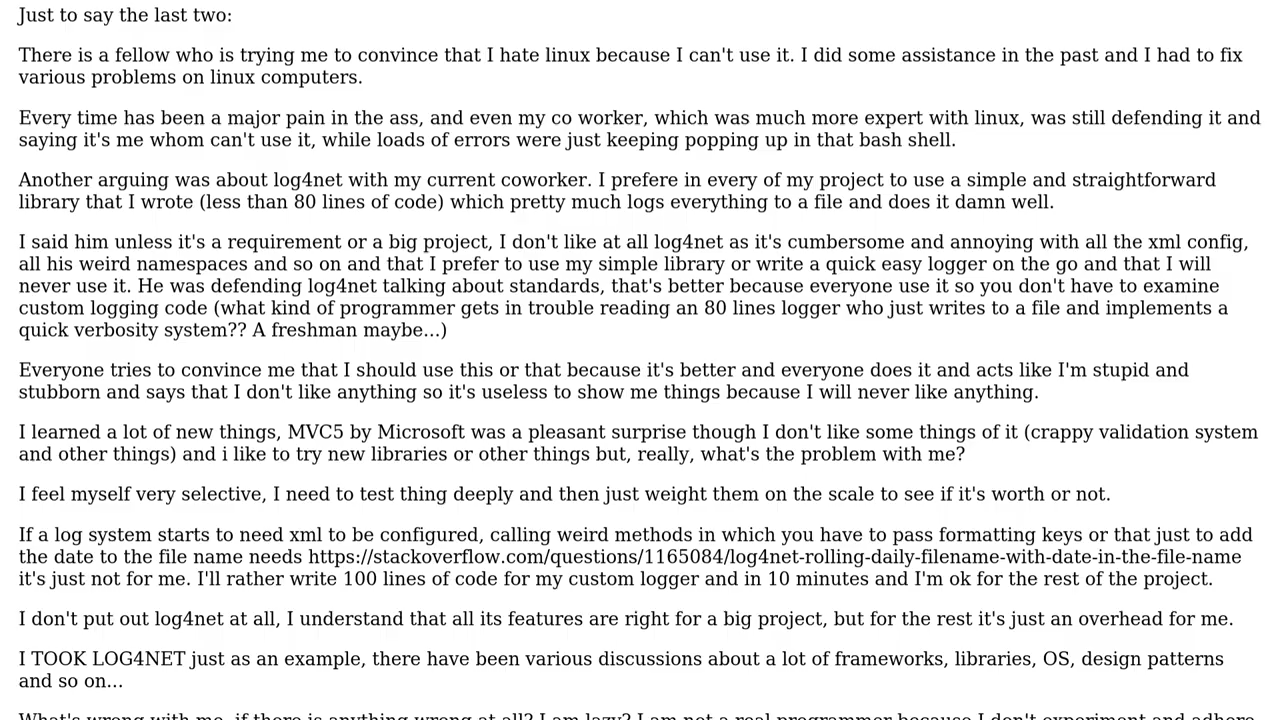 Just to say the last two:
There is a fellow who is trying me to convince that I hate linux because I can't use it. I did some assistance in the past and I had to fix
various problems on linux computers.
Every time has been a major pain in the ass, and even my co worker, which was much more expert with linux, was still defending it and
saying it's me whom can't use it, while loads of errors were just keeping popping up in that bash shell.
Another arguing was about log4net with my current coworker. I prefere in every of my project to use a simple and straightforward
library that I wrote (less than 80 lines of code) which pretty much logs everything to a file and does it damn well.
I said him unless it's a requirement or a big project, I don't like at all log4net as it's cumbersome and annoying with all the xml config,
all his weird namespaces and so on and that I prefer to use my simple library or write a quick easy logger on the go and that I will
never use it. He was defending log4net talking about standards, that's better because everyone use it so you don't have to examine
custom logging code (what kind of programmer gets in trouble reading an 80 lines logger who just writes to a file and implements a
quick verbosity system?? A freshman maybe...)
Everyone tries to convince me that I should use this or that because it's better and everyone does it and acts like I'm stupid and
stubborn and says that I don't like anything so it's useless to show me things because I will never like anything.
I learned a lot of new things, MVC5 by Microsoft was a pleasant surprise though I don't like some things of it (crappy validation system
and other things) and i like to try new libraries or other things but, really, what's the problem with me?
I feel myself very selective, I need to test thing deeply and then just weight them on the scale to see if it's worth or not.
If a log system starts to need xml to be configured, calling weird methods in which you have to pass formatting keys or that just to add
the date to the file name needs https://stackoverflow.com/questions/1165084/log4net-rolling-daily-filename-with-date-in-the-file-name
it's just not for me. I'll rather write 100 lines of code for my custom logger and in 10 minutes and I'm ok for the rest of the project.
I don't put out log4net at all, I understand that all its features are right for a big project, but for the rest it's just an overhead for me.
I TOOK LOG4NET just as an example, there have been various discussions about a lot of frameworks, libraries, OS, design patterns
and so on...
What's wrong with me, if there is anything wrong at all? I am lazy? I am not a real programmer because I don't experiment and adhere